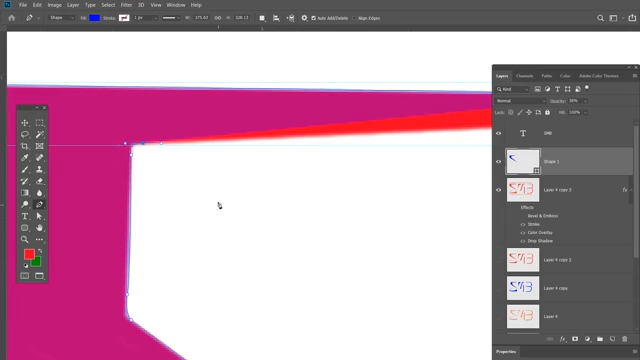 File Edit Image Layer Type Select Filter 3D View Window Help
Shape Fill: Stroke: 1 px W: H: Auto Add/Delete Align Edges
Layers Channels Paths Color Adobe Color Themes
Kind
Normal Opacity: 38%
Lock: Fill: 100%
T SMB
Shape 1
Layer 4 copy 3 fx
Effects
Bevel & Emboss
Stroke
Color Overlay
Drop Shadow
Layer 4 copy 2
Layer 4 copy
Layer 4
Properties